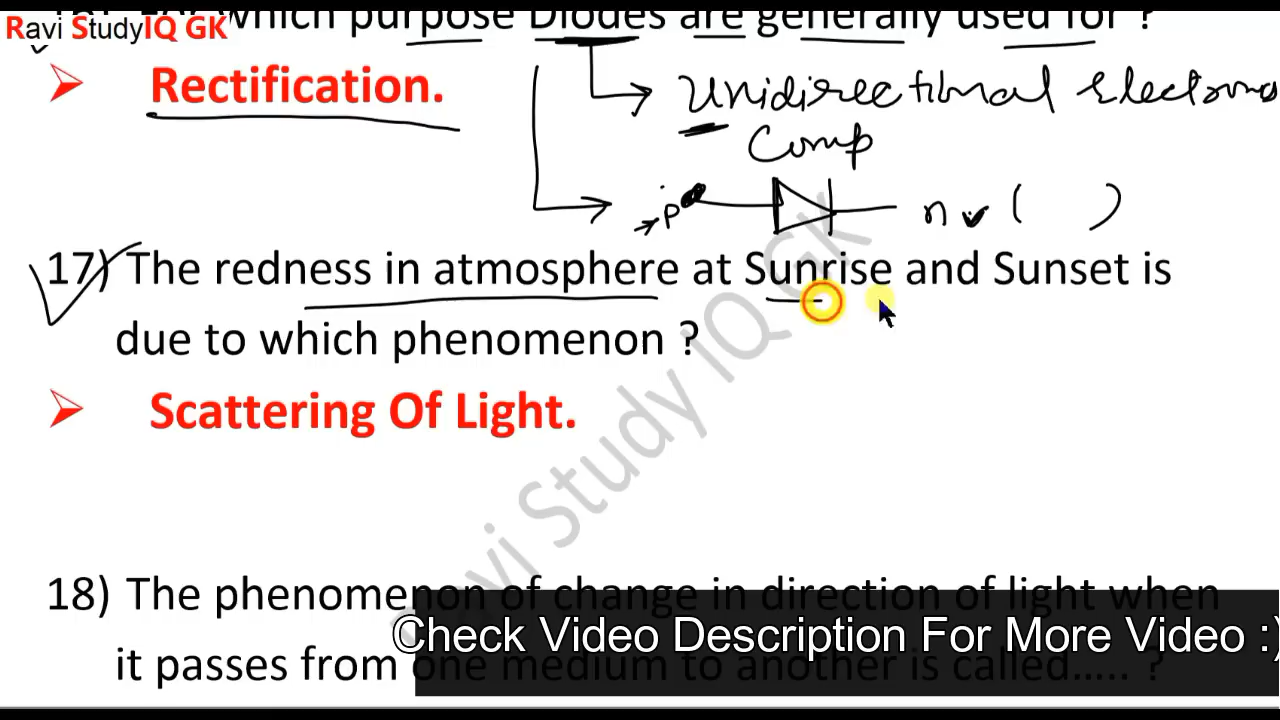 For which purpose Diodes are generally used for ?
Ravi StudyIQ GK
Rectification.
Unidirectional Electronos
Comp
p n ( )
17) The redness in atmosphere at Sunrise and Sunset is
due to which phenomenon ?
Scattering Of Light.
Ravi Study iQ GK
18) The phenomenon of change in direction of light when
Check Video Description For More Video :)
it passes from one medium to another is called..... ?